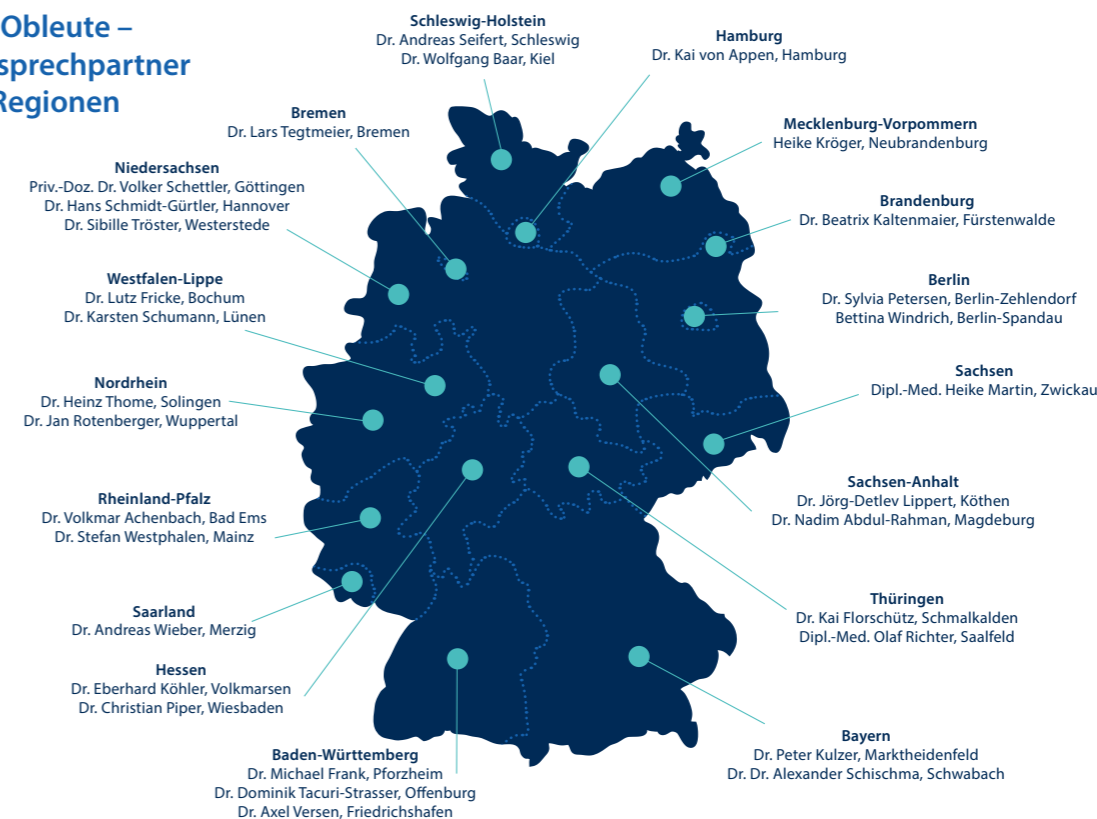 Obleute –
sprechpartner
Regionen
Schleswig-Holstein
Dr. Andreas Seifert, Schleswig
Dr. Wolfgang Baar, Kiel
Hamburg
Dr. Kai von Appen, Hamburg
Bremen
Dr. Lars Tegtmeier, Bremen
Mecklenburg-Vorpommern
Heike Kröger, Neubrandenburg
Niedersachsen
Priv.-Doz. Dr. Volker Schettler, Göttingen
Dr. Hans Schmidt-Gürtler, Hannover
Dr. Sibille Tröster, Westerstede
Brandenburg
Dr. Beatrix Kaltenmaier, Fürstenwalde
Westfalen-Lippe
Dr. Lutz Fricke, Bochum
Dr. Karsten Schumann, Lünen
Berlin
Dr. Sylvia Petersen, Berlin-Zehlendorf
Bettina Windrich, Berlin-Spandau
Nordrhein
Dr. Heinz Thome, Solingen
Dr. Jan Rotenberger, Wuppertal
Sachsen
Dipl.-Med. Heike Martin, Zwickau
Rheinland-Pfalz
Dr. Volkmar Achenbach, Bad Ems
Dr. Stefan Westphalen, Mainz
Sachsen-Anhalt
Dr. Jörg-Detlev Lippert, Köthen
Dr. Nadim Abdul-Rahman, Magdeburg
Saarland
Dr. Andreas Wieber, Merzig
Thüringen
Dr. Kai Florschütz, Schmalkalden
Dipl.-Med. Olaf Richter, Saalfeld
Hessen
Dr. Eberhard Köhler, Volkmarsen
Dr. Christian Piper, Wiesbaden
Baden-Württemberg
Dr. Michael Frank, Pforzheim
Dr. Dominik Tacuri-Strasser, Offenburg
Dr. Axel Versen, Friedrichshafen
Bayern
Dr. Peter Kulzer, Marktheidenfeld
Dr. Dr. Alexander Schischma, Schwabach